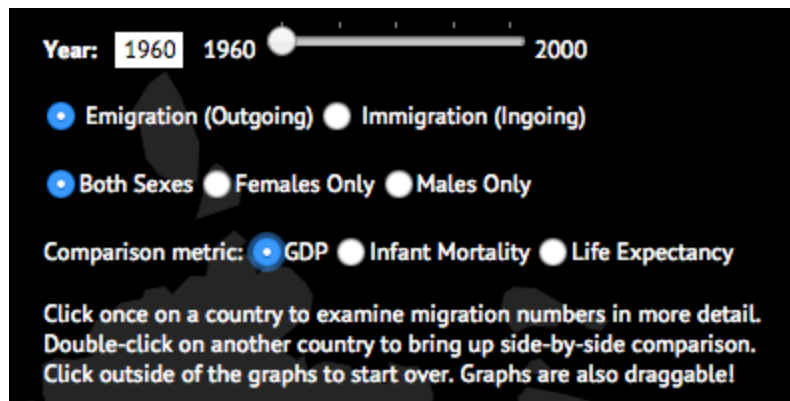 Year: 1960 1960 2000
Emigration (Outgoing) Immigration (Ingoing)
Both Sexes Females Only Males Only
Comparison metric: GDP Infant Mortality Life Expectancy
Click once on a country to examine migration numbers in more detail.
Double-click on another country to bring up side-by-side comparison.
Click outside of the graphs to start over. Graphs are also draggable!